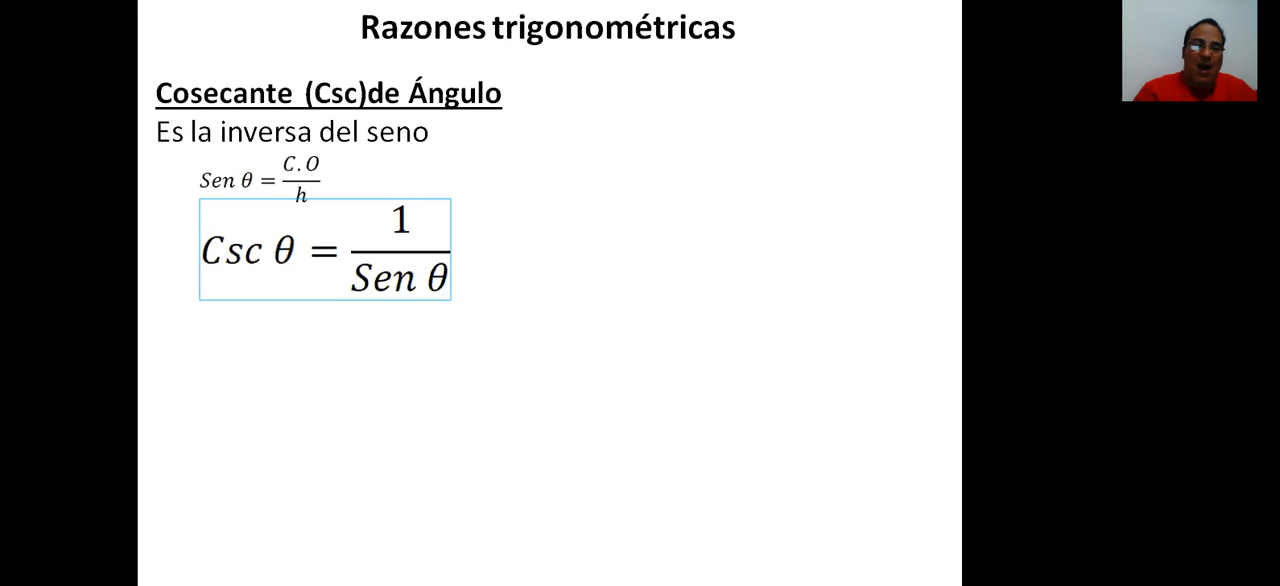 Razones trigonométricas
Cosecante (Csc)de Ángulo
Es la inversa del seno
Sen θ = C.O / h
Csc θ = 1 / Sen θ